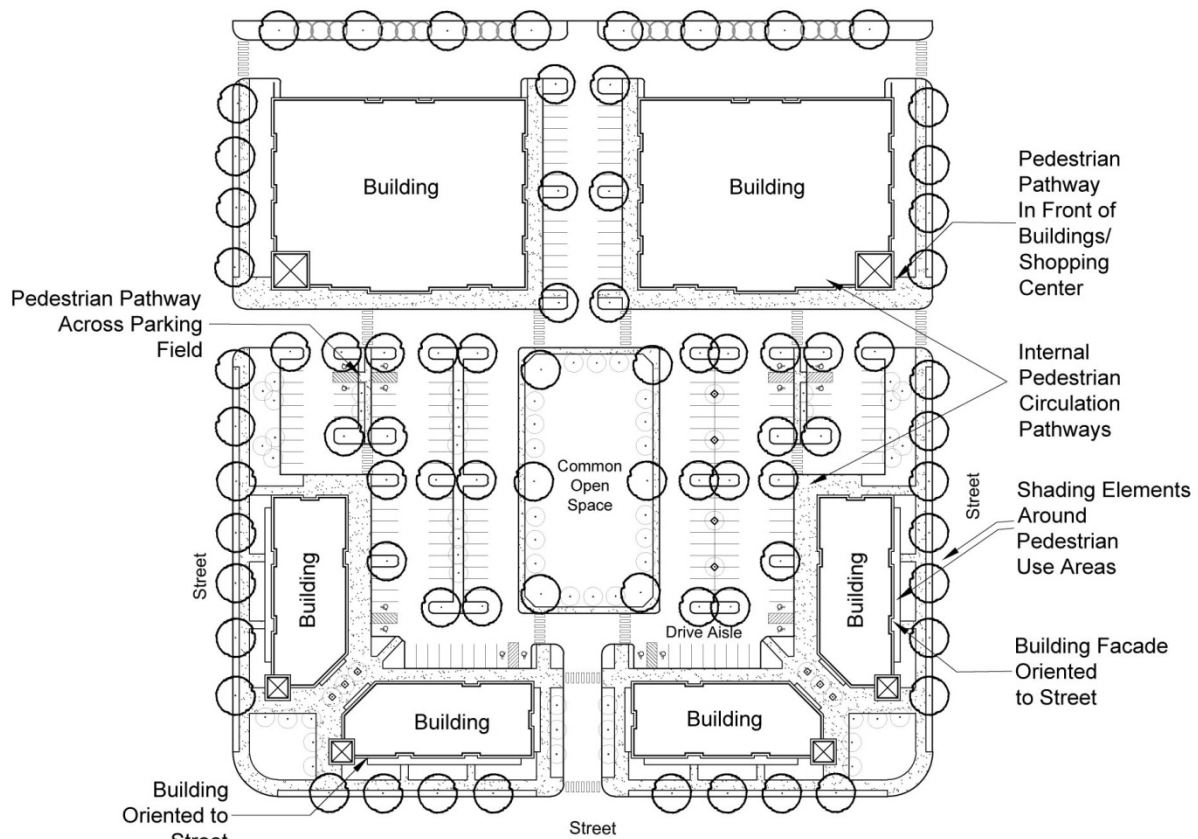 Building
Building
Pedestrian
Pathway
In Front of
Buildings/
Shopping
Center
Pedestrian Pathway
Across Parking
Field
Internal
Pedestrian
Circulation
Pathways
Common
Open
Space
Street
Shading Elements
Around
Pedestrian
Use Areas
Street
Building
Building
Drive Aisle
Building Facade
Oriented
to Street
Building
Building
Building
Oriented to
Street
Street